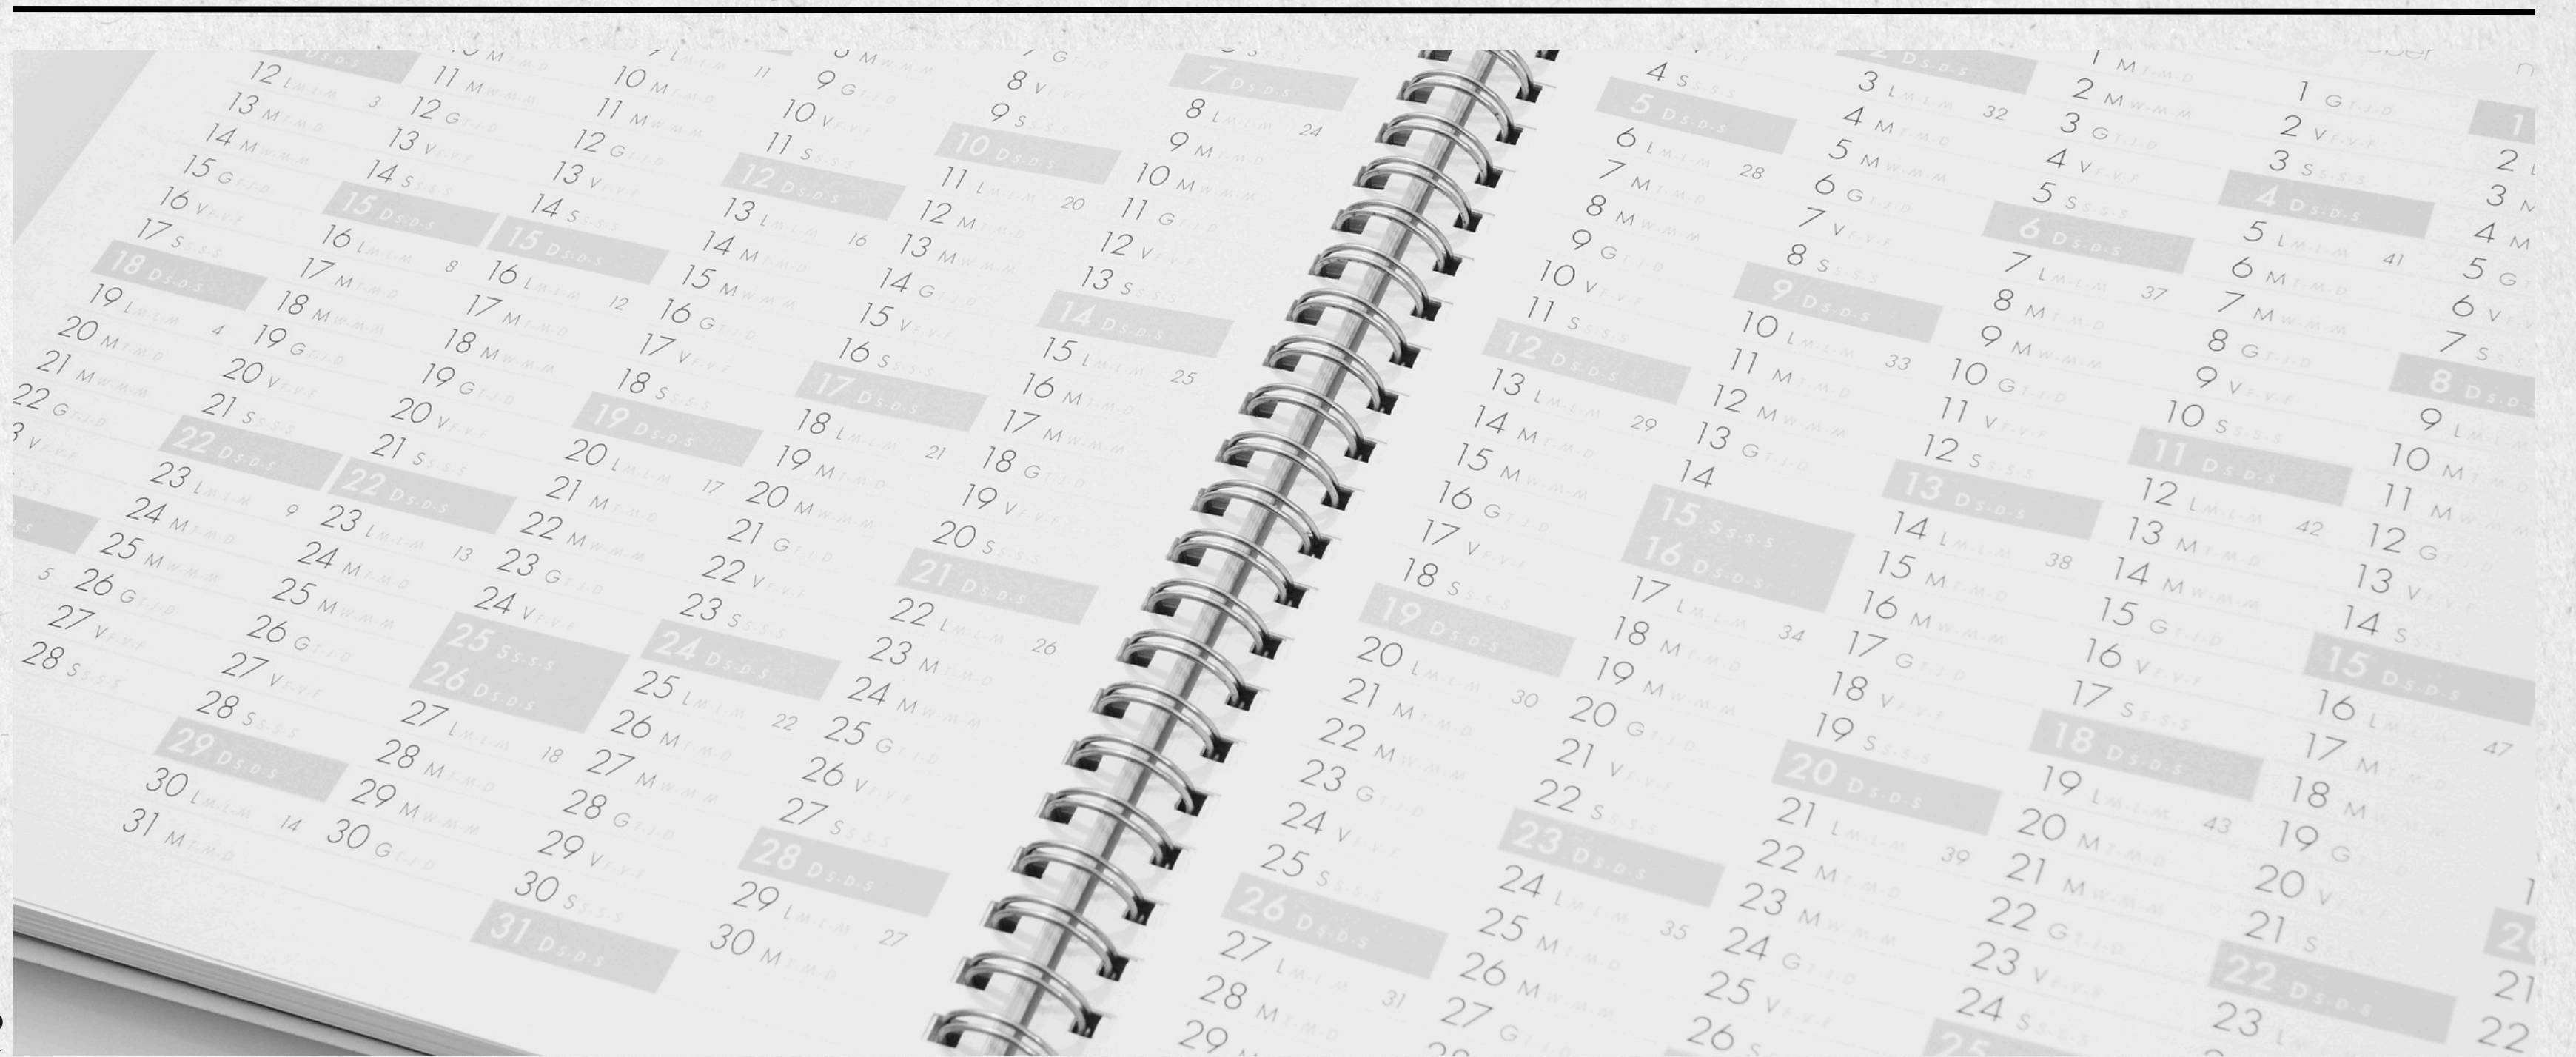 12 L M-L-M 3
13 M T-M-D
14 M W-M-M
15 G T-J-D
16 V F-V-F
17 S S-S-S
18 D S-D-S
19 L M-L-M 4
20 M T-M-D
21 M W-M-M
22 G T-J-D
5
11 M W-M-M
12 G T-J-D
13 V F-V-F
14 S S-S-S
15 D S-D-S
16 L M-L-M 8
17 M T-M-D
18 M W-M-M
19 G T-J-D
20 V F-V-F
21 S S-S-S
22 D S-D-S
23 L M-L-M 9
24 M T-M-D
25 M W-M-M
26 G T-J-D
27 V F-V-F
28 S S-S-S
11
10 M T-M-D
11 M W-M-M
12 G T-J-D
13 V F-V-F
14 S S-S-S
15 D S-D-S
16 L M-L-M 12
17 M T-M-D
18 M W-M-M
19 G T-J-D
20 V F-V-F
21 S S-S-S
22 D S-D-S
23 L M-L-M 13
24 M T-M-D
25 M W-M-M
26 G T-J-D
27 V F-V-F
28 S S-S-S
29 D S-D-S
30 L M-L-M 14
31 M T-M-D
9 G T-J-D
10 V F-V-F
11 S S-S-S
12 D S-D-S
13 L M-L-M 16
14 M T-M-D
15 M W-M-M
16 G T-J-D
17 V F-V-F
18 S S-S-S
19 D S-D-S
20 L M-L-M 17
21 M T-M-D
22 M W-M-M
23 G T-J-D
24 V F-V-F
25 S S-S-S
26 D S-D-S
27 L M-L-M 18
28 M T-M-D
29 M W-M-M
30 G T-J-D
8 V F-V-F
9 S S-S-S
10 D S-D-S
11 L M-L-M 20
12 M T-M-D
13 M W-M-M
14 G T-J-D
15 V F-V-F
16 S S-S-S
17 D S-D-S
18 L M-L-M 21
19 M T-M-D
20 M W-M-M
21 G T-J-D
22 V F-V-F
23 S S-S-S
24 D S-D-S
25 L M-L-M 22
26 M T-M-D
27 M W-M-M
28 G T-J-D
29 V F-V-F
30 S S-S-S
31 D S-D-S
7 D S-D-S
8 L M-L-M 24
9 M T-M-D
10 M W-M-M
11 G T-J-D
12 V F-V-F
13 S S-S-S
14 D S-D-S
15 L M-L-M 25
16 M T-M-D
17 M W-M-M
18 G T-J-D
19 V F-V-F
20 S S-S-S
21 D S-D-S
22 L M-L-M 26
23 M T-M-D
24 M W-M-M
25 G T-J-D
26 V F-V-F
27 S S-S-S
28 D S-D-S
29 L M-L-M 27
30 M T-M-D
4 S S-S-S
5 D S-D-S
6 L M-L-M 28
7 M T-M-D
8 M W-M-M
9 G T-J-D
10 V F-V-F
11 S S-S-S
12 D S-D-S
13 L M-L-M 29
14 M T-M-D
15 M W-M-M
16 G T-J-D
17 V F-V-F
18 S S-S-S
19 D S-D-S
20 L M-L-M 30
21 M T-M-D
22 M W-M-M
23 G T-J-D
24 V F-V-F
25 S S-S-S
26 D S-D-S
27 L M-L-M 31
28 M T-M-D
29
3 L M-L-M 32
4 M T-M-D
5 M W-M-M
6 G T-J-D
7 V F-V-F
8 S S-S-S
9 D S-D-S
10 L M-L-M 33
11 M T-M-D
12 M W-M-M
13 G T-J-D
14
15 S S-S-S
16 D S-D-S
17 L M-L-M 34
18 M T-M-D
19 M W-M-M
20 G T-J-D
21 V F-V-F
22 S S-S-S
23 D S-D-S
24 L M-L-M 35
25 M T-M-D
26 M W-M-M
27 G T-J-D
1 M T-M-D
2 M W-M-M
3 G T-J-D
4 V F-V-F
5 S S-S-S
6 D S-D-S
7 L M-L-M 37
8 M T-M-D
9 M W-M-M
10 G T-J-D
11 V F-V-F
12 S S-S-S
13 D S-D-S
14 L M-L-M 38
15 M T-M-D
16 M W-M-M
17 G T-J-D
18 V F-V-F
19 S S-S-S
20 D S-D-S
21 L M-L-M 39
22 M T-M-D
23 M W-M-M
24 G T-J-D
25 V F-V-F
26 S
1 G T-J-D
2 V F-V-F
3 S S-S-S
4 D S-D-S
5 L M-L-M 41
6 M T-M-D
7 M W-M-M
8 G T-J-D
9 V F-V-F
10 S S-S-S
11 D S-D-S
12 L M-L-M 42
13 M T-M-D
14 M W-M-M
15 G T-J-D
16 V F-V-F
17 S S-S-S
18 D S-D-S
19 L M-L-M 43
20 M T-M-D
21 M W-M-M
22 G T-J-D
23 V F-V-F
24 S S-S-S
25
1
2
3
4 M
5 G
6 V
7 S
8 D S-D
9 L M-L
10 M T-M-D
11 M W-M-M
12 G
13 V F-V-F
14 S
15 D S-D-S
16 L 47
17 M T-M-D
18 M
19 G
20 V
21 S
22 D S-D-S
23 L
21
22